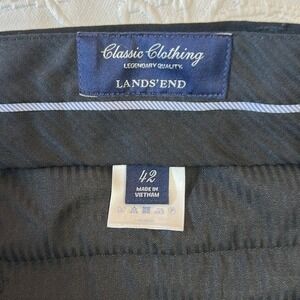 Classic Clothing
LEGENDARY QUALITY.
LANDS' END
42
MADE IN
VIETNAM